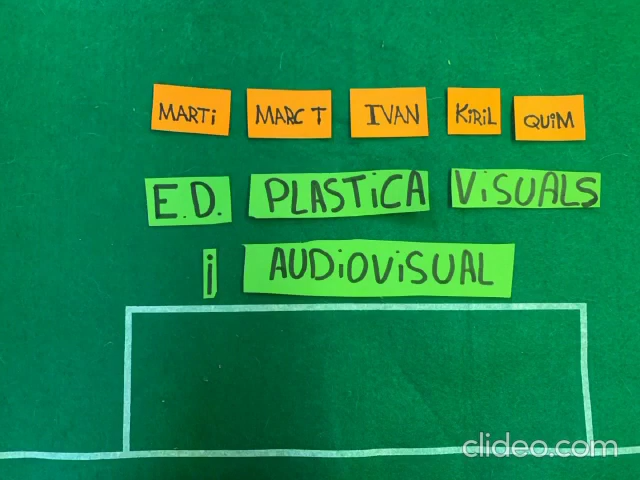 MARTi MARC T IVAN KiRiL QUiM
E.D. PLASTiCA ViSUALS
i AUDiOViSUAL
clideo.com